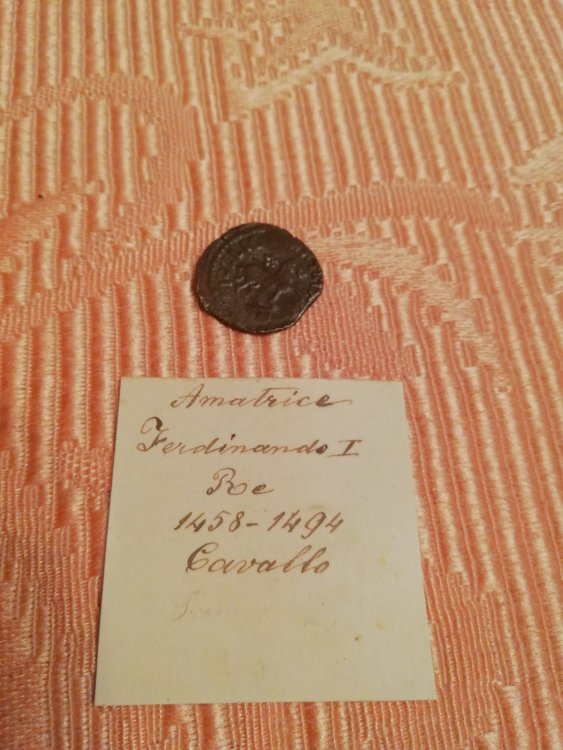 Amatrice
Ferdinando I
Re
1458-1494
Cavallo